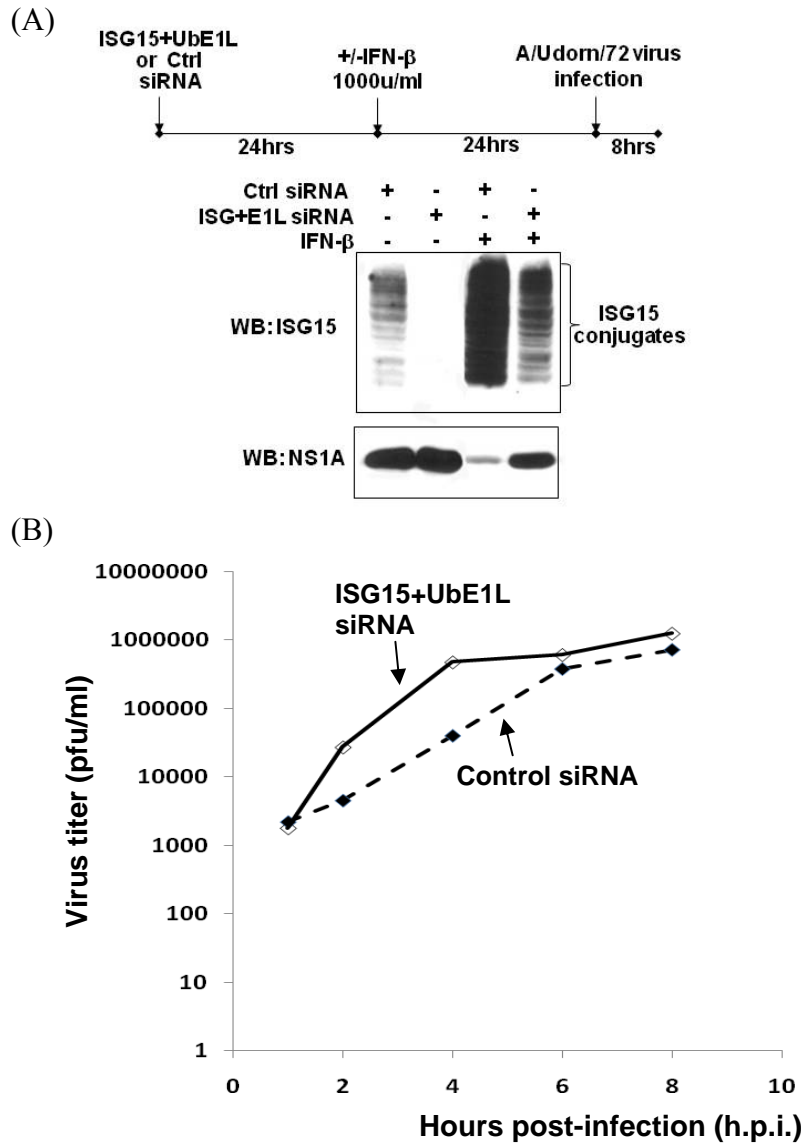 (A)
ISG15+UbE1L
or Ctrl
siRNA
+/-IFN-β
1000u/ml
A/Udorn/72 virus
infection
24hrs
24hrs
8hrs
Ctrl siRNA + - + -
ISG+E1L siRNA - + - +
IFN-β - - + +
WB:ISG15
ISG15
conjugates
WB:NS1A
(B)
10000000
1000000
100000
10000
1000
100
10
1
Virus titer (pfu/ml)
ISG15+UbE1L
siRNA
Control siRNA
0 2 4 6 8 10
Hours post-infection (h.p.i.)